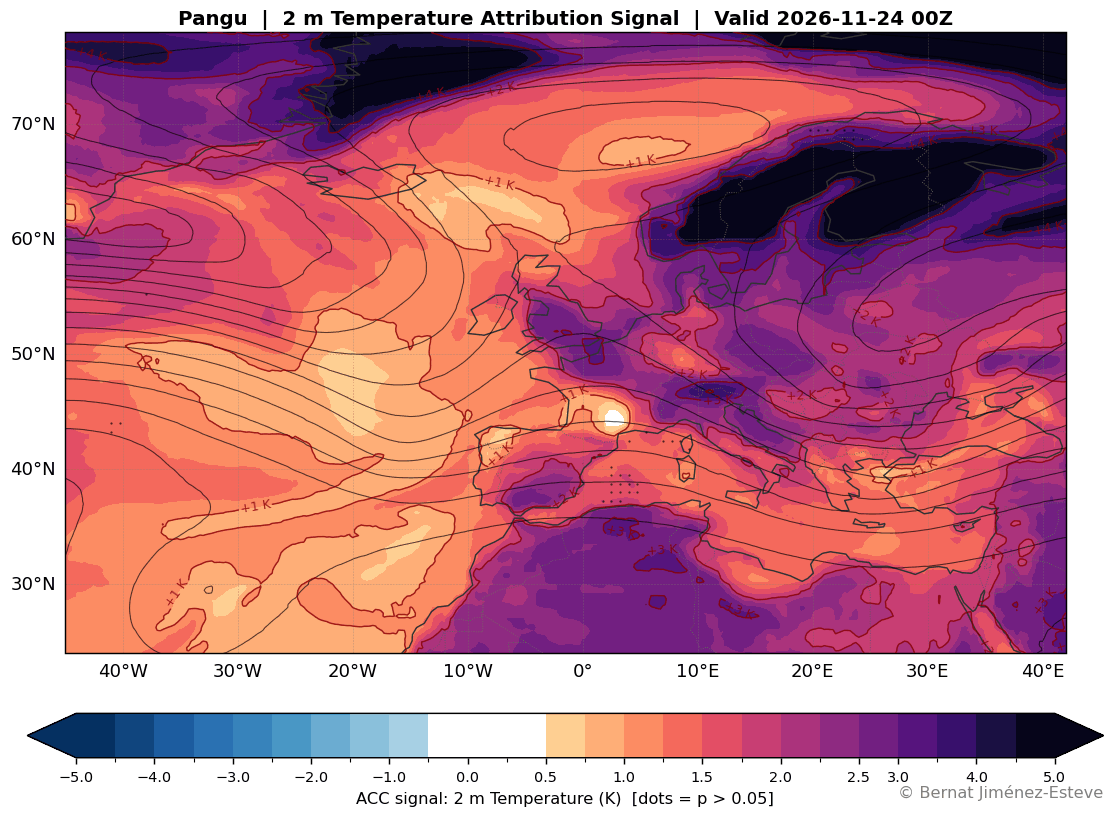 Pangu | 2 m Temperature Attribution Signal | Valid 2026-11-24 00Z
70°N
60°N
50°N
40°N
30°N
40°W
30°W
20°W
10°W
0°
10°E
20°E
30°E
40°E
+2 K
+1 K
+1 K
+1 K
+2 K
+2 K
+1 K
+1 K
+1 K
+3 K
+1 K
−5.0
−4.0
−3.0
−2.0
−1.0
0.0
0.5
1.0
1.5
2.0
2.5
3.0
4.0
5.0
ACC signal: 2 m Temperature (K) [dots = p > 0.05]
© Bernat Jiménez-Esteve